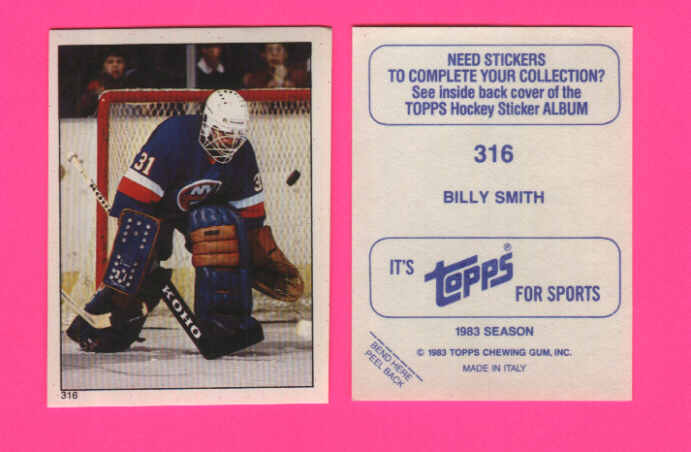 31
31
NY
KOHO
316
NEED STICKERS
TO COMPLETE YOUR COLLECTION?
See inside back cover of the
TOPPS Hockey Sticker ALBUM
316
BILLY SMITH
IT'S topps® FOR SPORTS
1983 SEASON
© 1983 TOPPS CHEWING GUM, INC.
MADE IN ITALY
BEND HERE
PEEL BACK